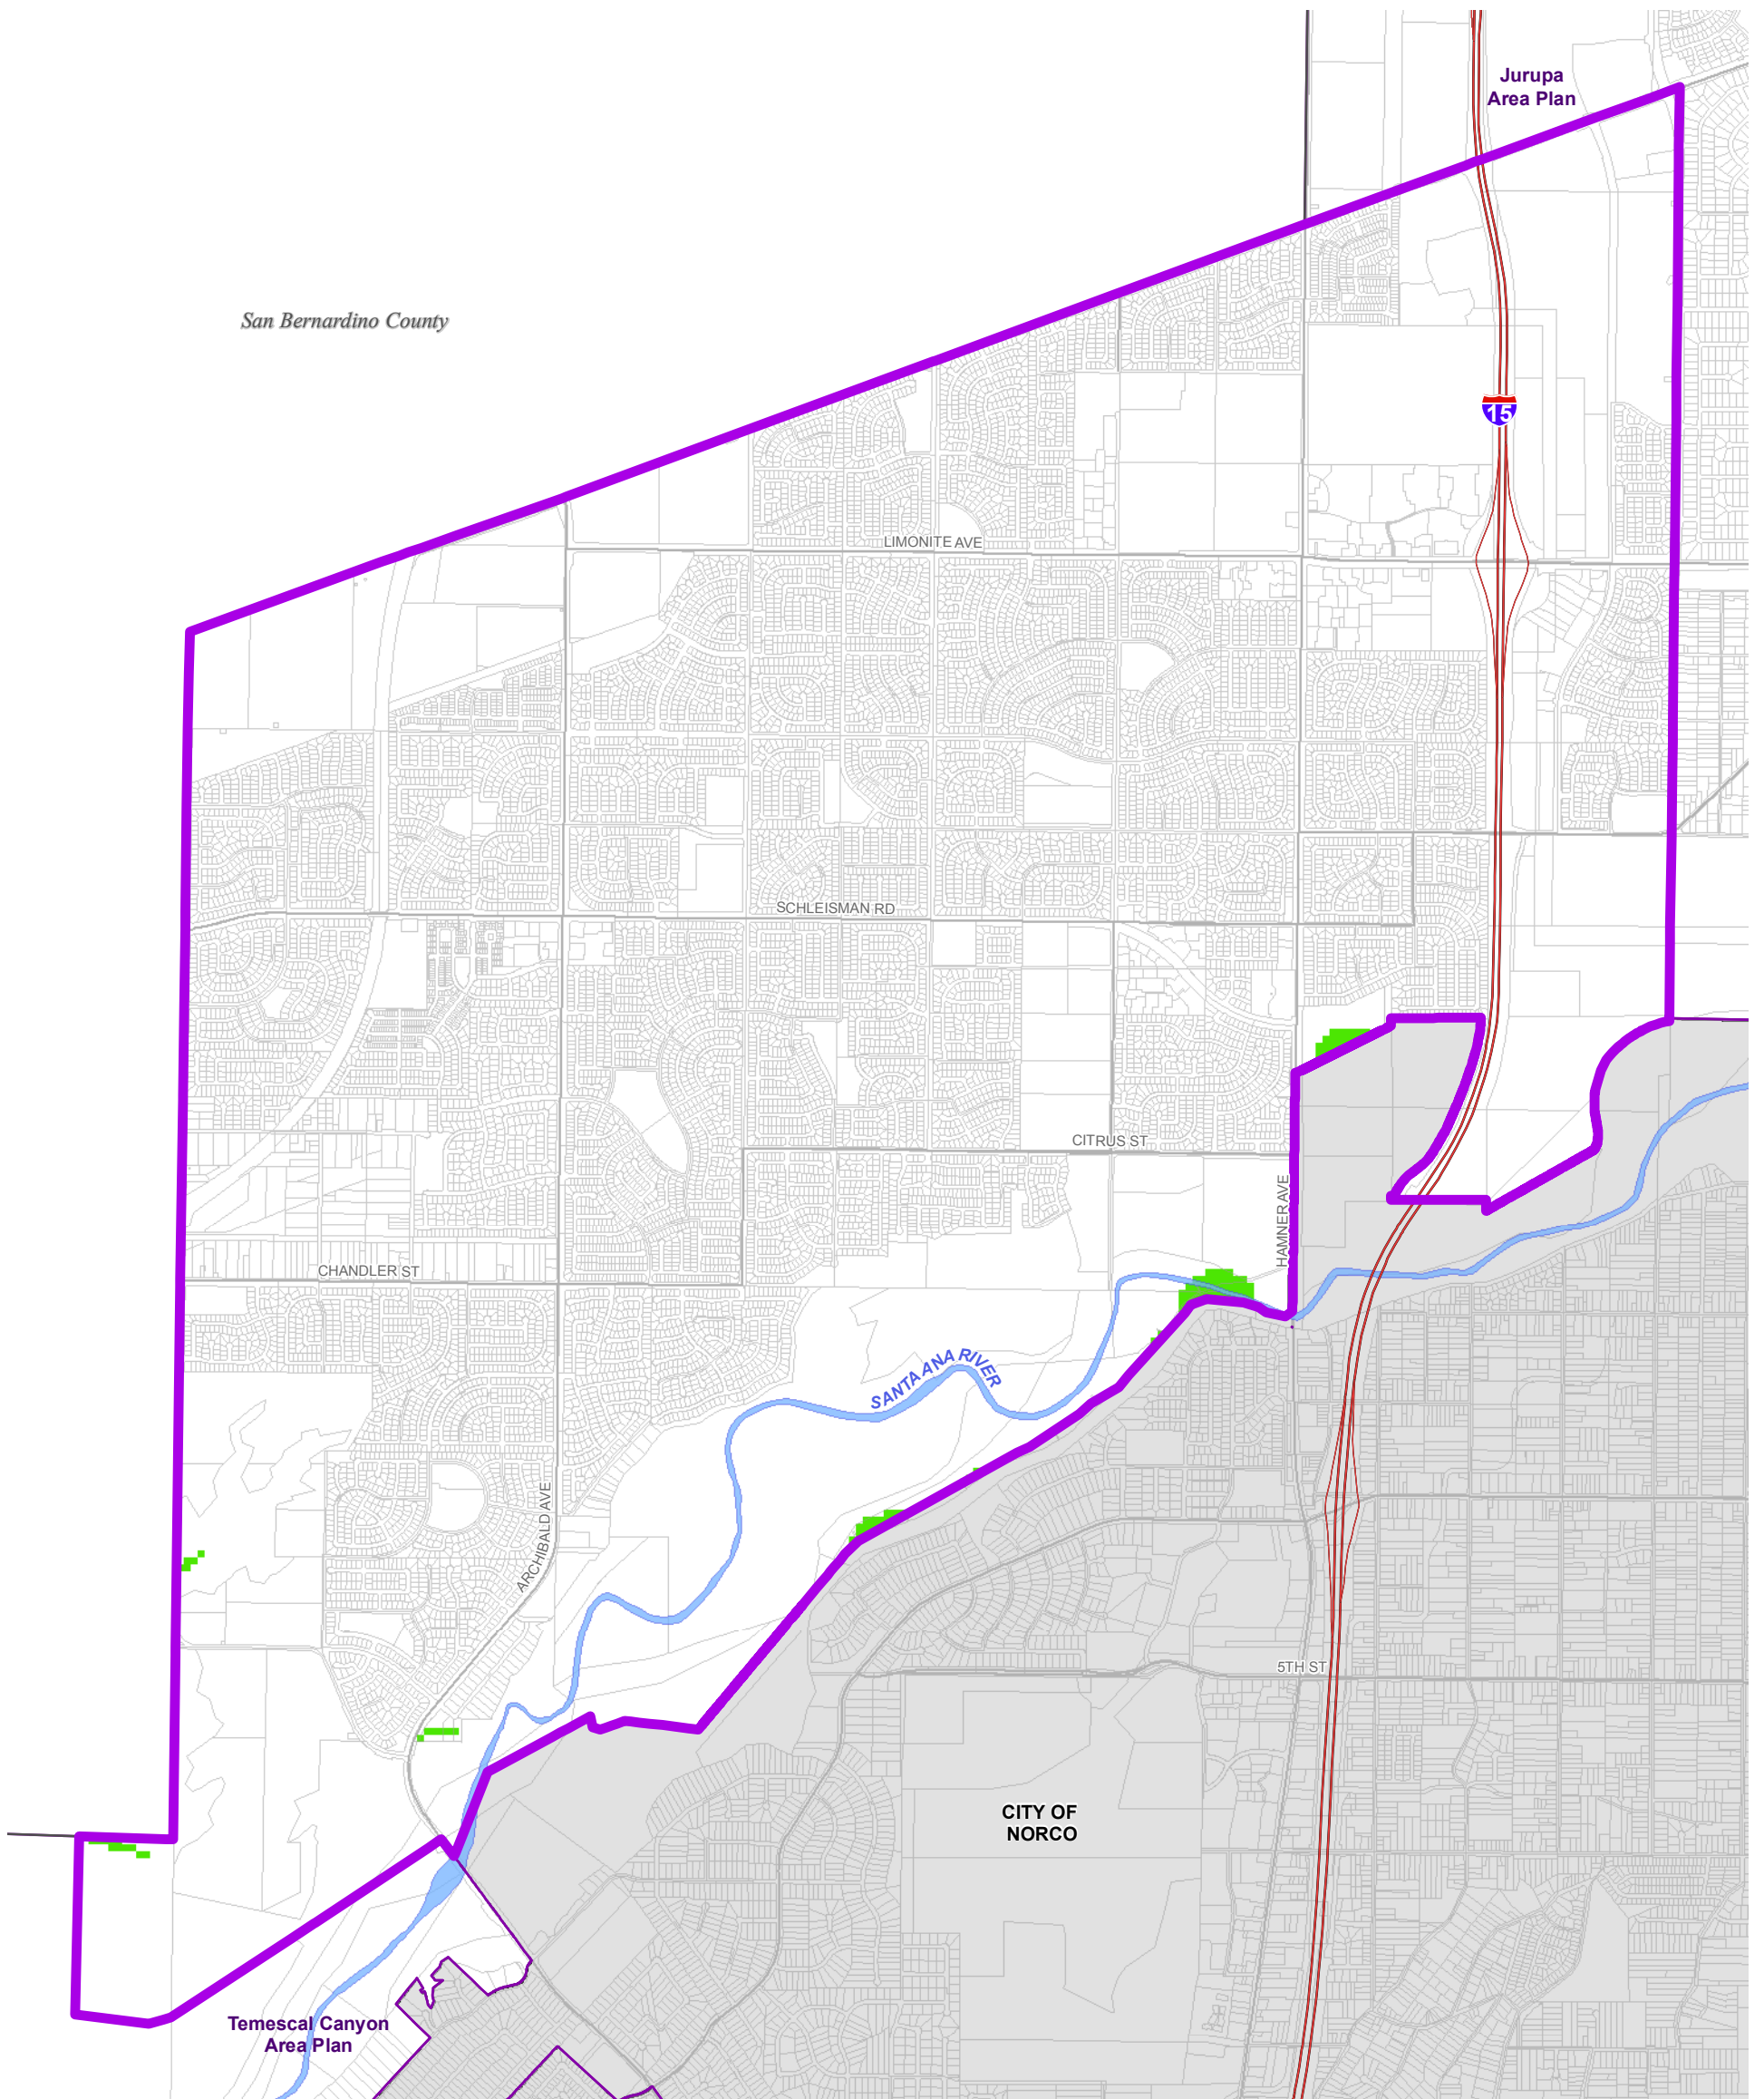 Jurupa
Area Plan
San Bernardino County
15
LIMONITE AVE
SCHLEISMAN RD
CITRUS ST
HAMNER AVE
CHANDLER ST
SANTA ANA RIVER
ARCHIBALD AVE
5TH ST
CITY OF
NORCO
Temescal Canyon
Area Plan